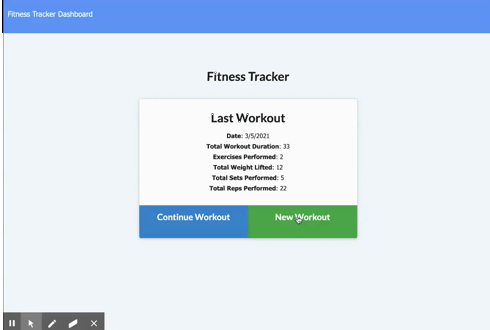 Fitness Tracker Dashboard
Fitness Tracker
Last Workout
Date: 3/5/2021
Total Workout Duration: 33
Exercises Performed: 2
Total Weight Lifted: 12
Total Sets Performed: 5
Total Reps Performed: 22
Continue Workout
New Workout